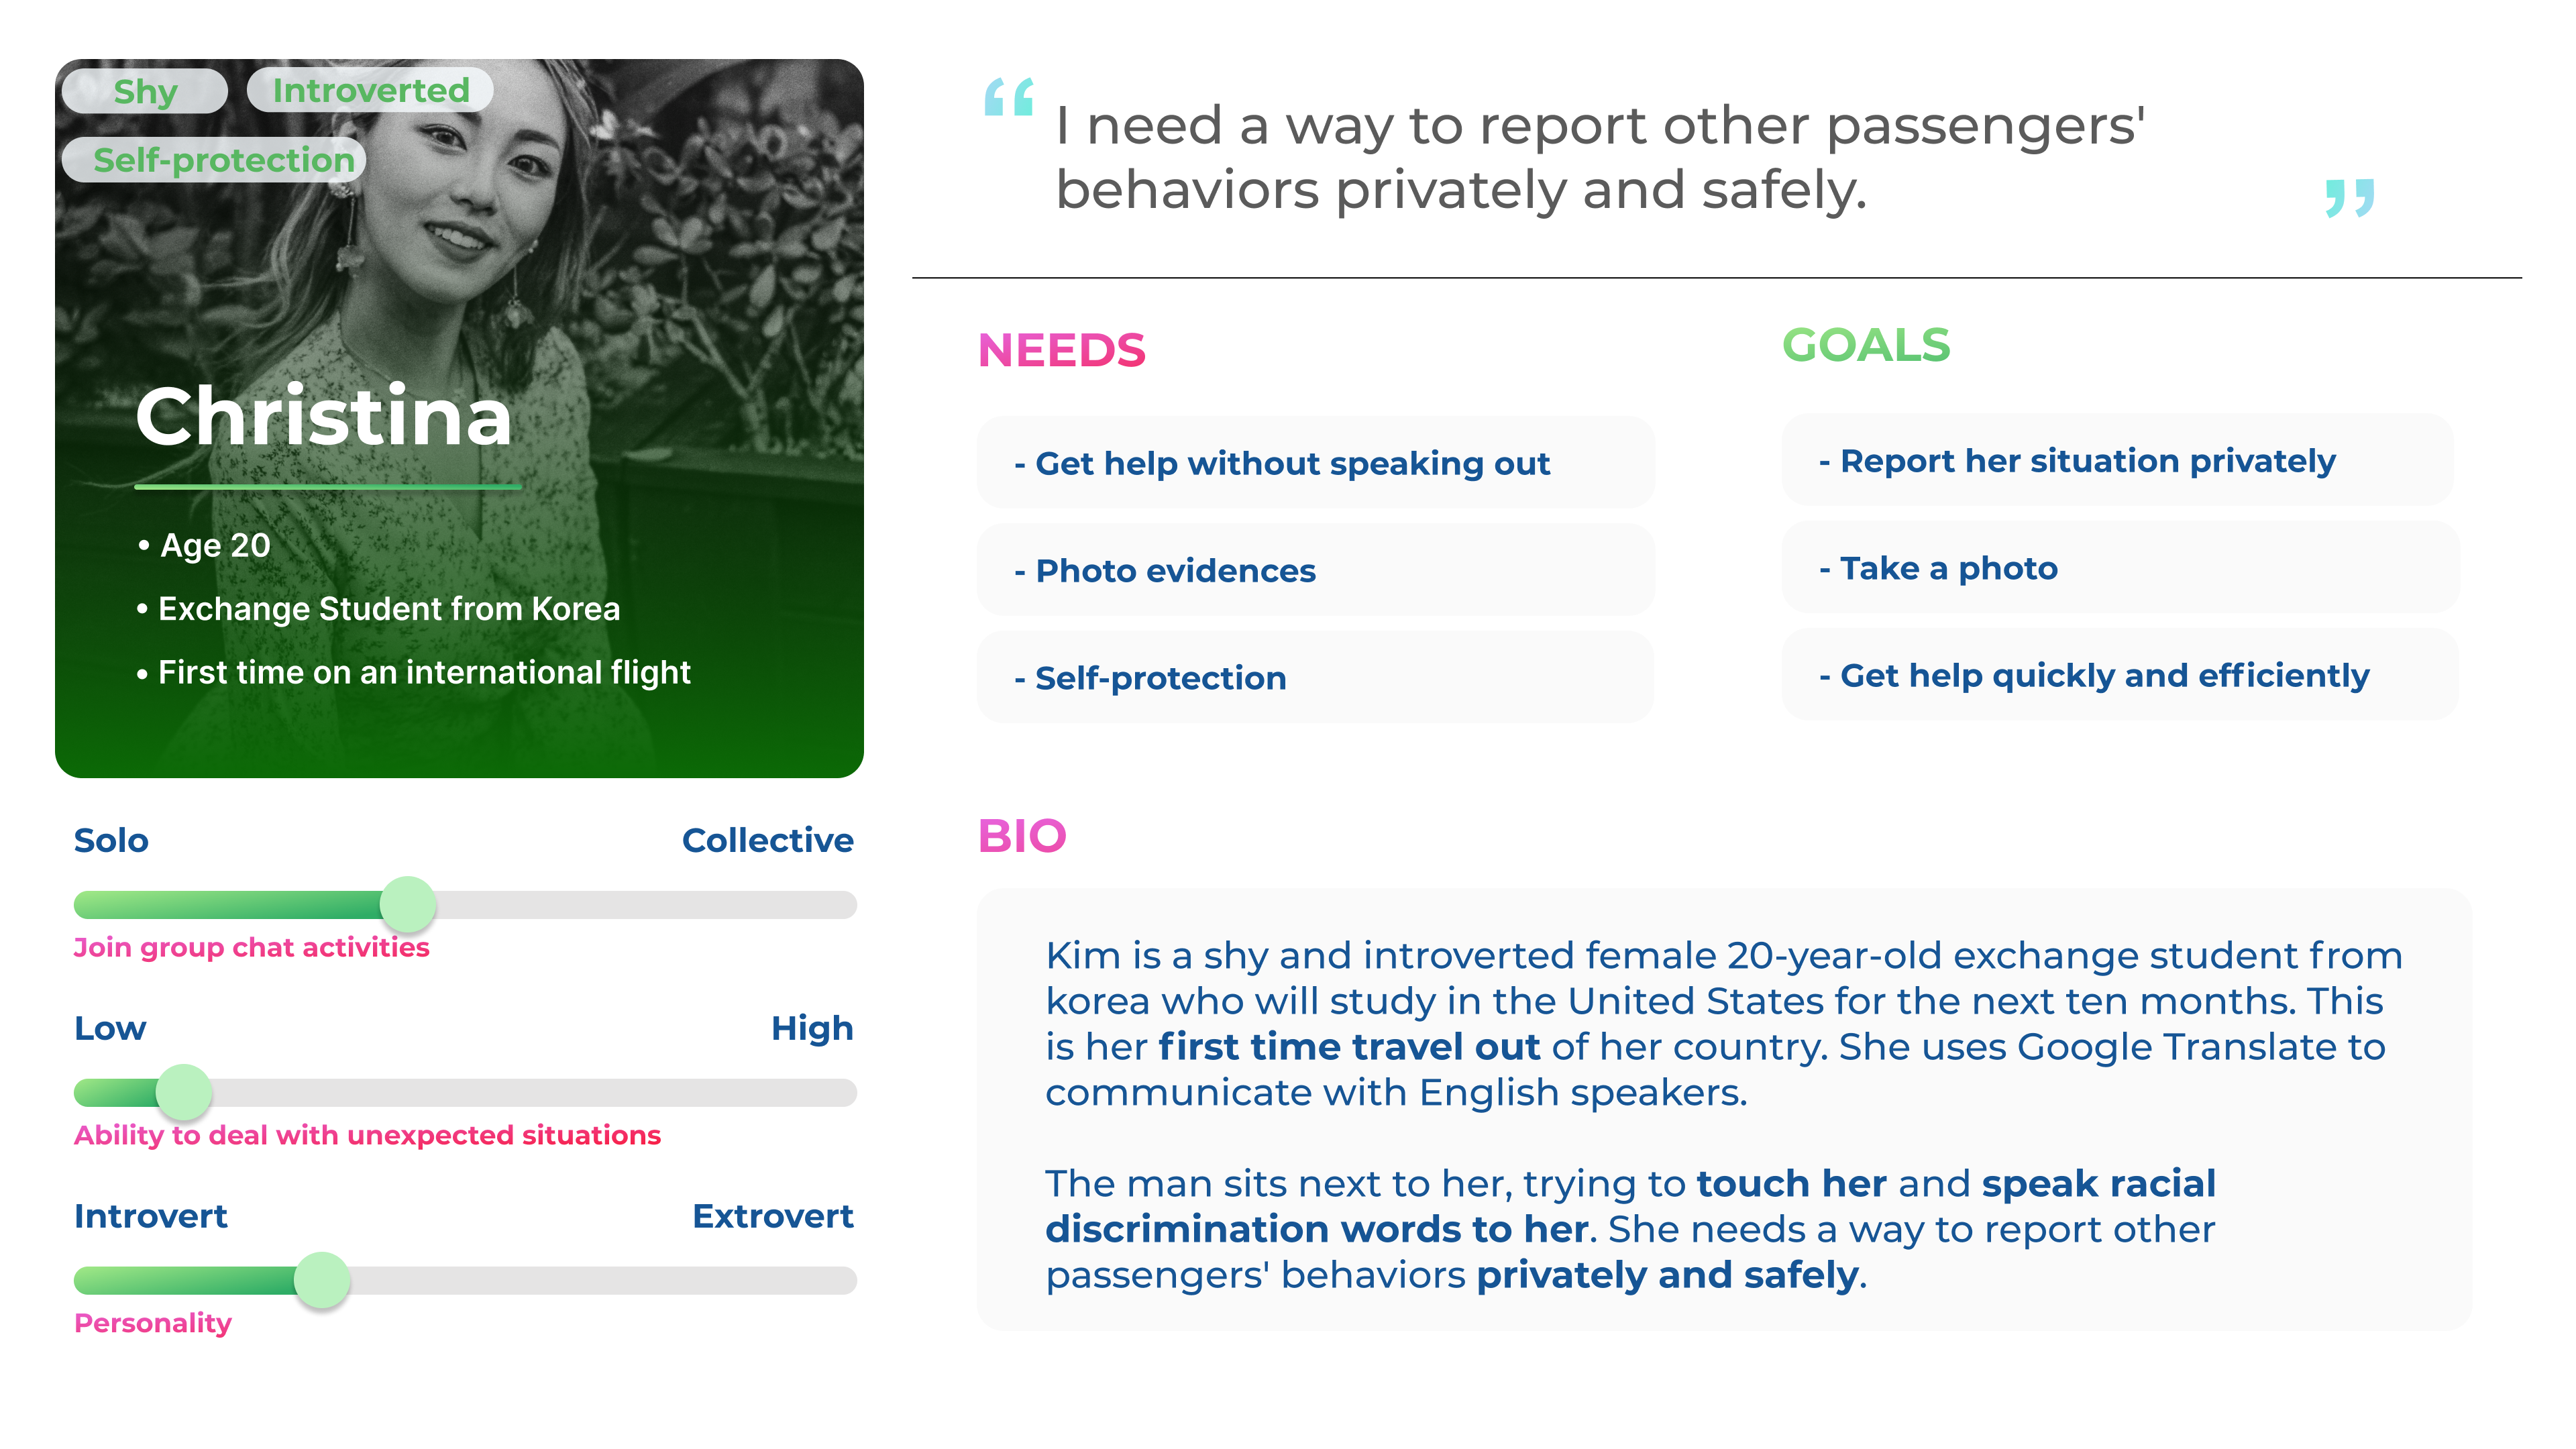 Shy
Introverted
Self-protection
Christina
• Age 20
• Exchange Student from Korea
• First time on an international flight
Solo
Collective
Join group chat activities
Low
High
Ability to deal with unexpected situations
Introvert
Extrovert
Personality
“ I need a way to report other passengers'
behaviors privately and safely. ”
NEEDS
- Get help without speaking out
- Photo evidences
- Self-protection
GOALS
- Report her situation privately
- Take a photo
- Get help quickly and efficiently
BIO
Kim is a shy and introverted female 20-year-old exchange student from
korea who will study in the United States for the next ten months. This
is her first time travel out of her country. She uses Google Translate to
communicate with English speakers.
The man sits next to her, trying to touch her and speak racial
discrimination words to her. She needs a way to report other
passengers' behaviors privately and safely.